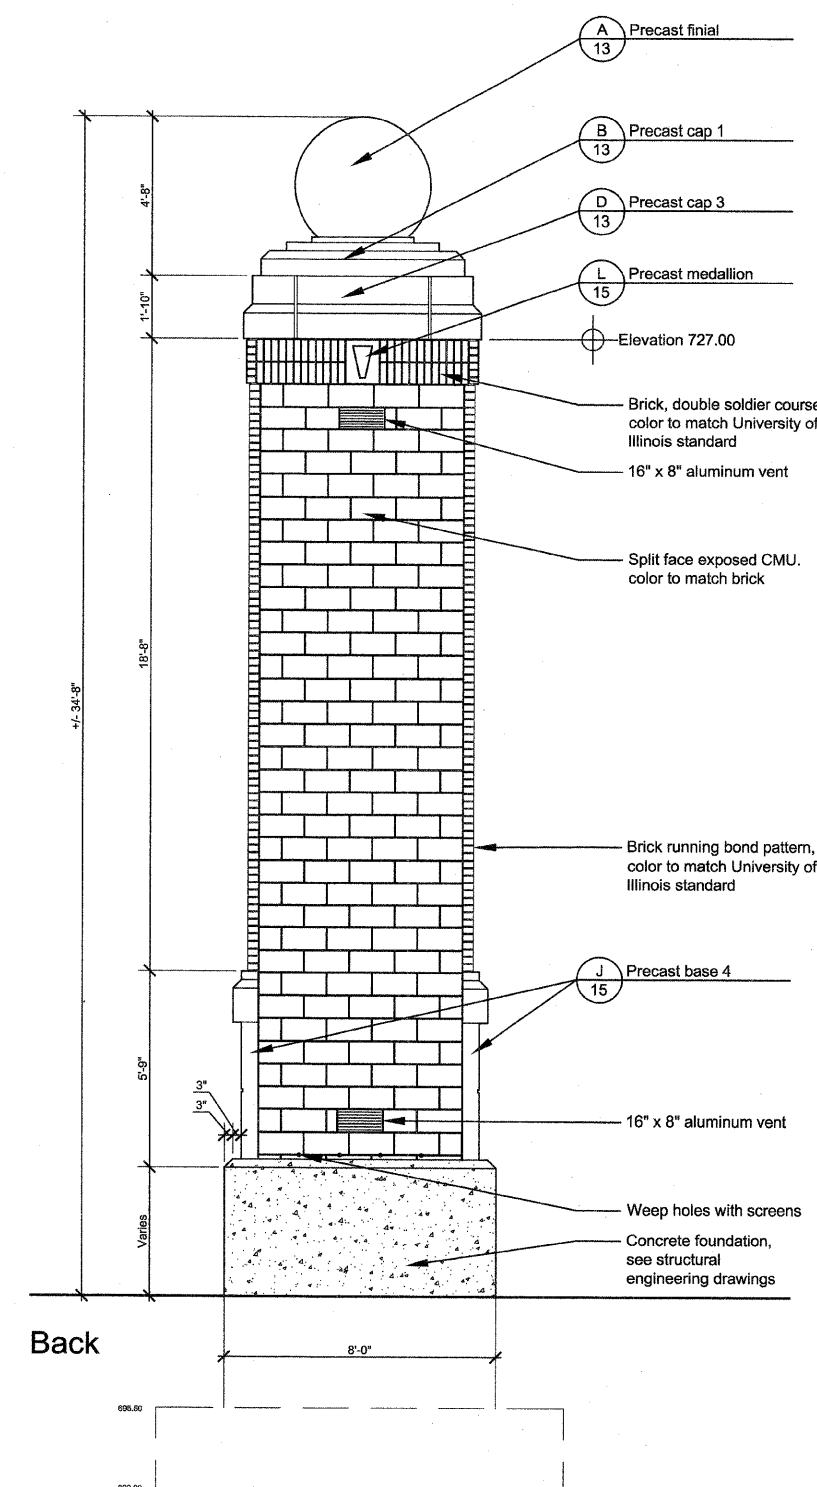 A
13
Precast finial
B
13
Precast cap 1
D
13
Precast cap 3
L
15
Precast medallion
Elevation 727.00
Brick, double soldier course
color to match University of
Illinois standard
16" x 8" aluminum vent
Split face exposed CMU.
color to match brick
Brick running bond pattern,
color to match University of
Illinois standard
J
15
Precast base 4
16" x 8" aluminum vent
Weep holes with screens
Concrete foundation,
see structural
engineering drawings
4'-8"
1'-10"
18'-8"
+/- 34'-8"
5'-9"
3"
3"
Varies
Back
8'-0"